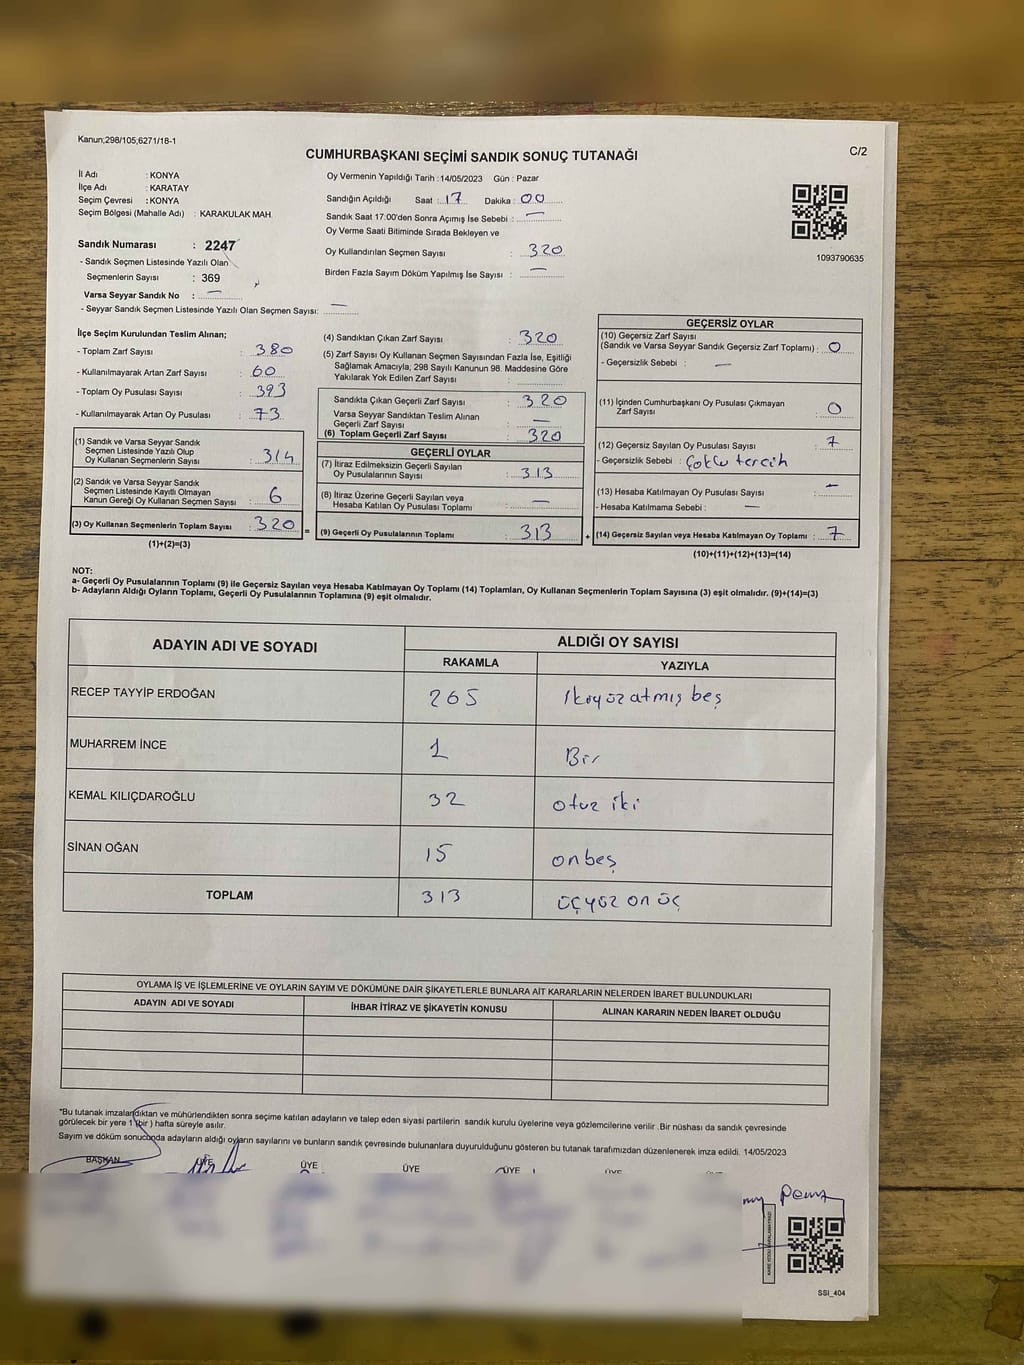 Kanun;298/105;6271/16-1
C/2
CUMHURBAŞKANI SEÇİMİ SANDIK SONUÇ TUTANAĞI
İl Adı : KONYA
İlçe Adı : KARATAY
Seçim Çevresi : KONYA
Seçim Bölgesi (Mahalle Adı) : KARAKULAK MAH.
Sandık Numarası : 2247
- Sandık Seçmen Listesinde Yazılı Olan
Seçmenlerin Sayısı : 369
Varsa Seyyar Sandık No : —
- Seyyar Sandık Seçmen Listesinde Yazılı Olan Seçmen Sayısı: —
Oy Vermenin Yapıldığı Tarih : 14/05/2023 Gün : Pazar
Sandığın Açıldığı Saat : 17 Dakika : 00
Sandık Saat 17:00'den Sonra Açımış İse Sebebi : —
Oy Verme Saati Bitiminde Sırada Bekleyen ve
Oy Kullandırılan Seçmen Sayısı : 320
Birden Fazla Sayım Döküm Yapılmış İse Sayısı : —
1093790635
İlçe Seçim Kurulundan Teslim Alınan;
- Toplam Zarf Sayısı : 380
- Kullanılmayarak Artan Zarf Sayısı : 60
- Toplam Oy Pusulası Sayısı : 393
- Kullanılmayarak Artan Oy Pusulası : 73
(1) Sandık ve Varsa Seyyar Sandık
Seçmen Listesinde Yazılı Olup
Oy Kullanan Seçmenlerin Sayısı : 314
(2) Sandık ve Varsa Seyyar Sandık
Seçmen Listesinde Kayıtlı Olmayan
Kanun Gereği Oy Kullanan Seçmen Sayısı : 6
(3) Oy Kullanan Seçmenlerin Toplam Sayısı : 320
(1)+(2)=(3)
(4) Sandıktan Çıkan Zarf Sayısı : 320
(5) Zarf Sayısı Oy Kullanan Seçmen Sayısından Fazla İse, Eşitliği
Sağlamak Amacıyla, 298 Sayılı Kanunun 98. Maddesine Göre
Yakılarak Yok Edilen Zarf Sayısı :
Sandıkta Çıkan Geçerli Zarf Sayısı : 320
Varsa Seyyar Sandıktan Teslim Alınan
Geçerli Zarf Sayısı : —
(6) Toplam Geçerli Zarf Sayısı : 320
GEÇERLİ OYLAR
(7) İtiraz Edilmeksizin Geçerli Sayılan
Oy Pusulalarının Sayısı : 313
(8) İtiraz Üzerine Geçerli Sayılan veya
Hesaba Katılan Oy Pusulası Toplamı : —
= (9) Geçerli Oy Pusulalarının Toplamı : 313
GEÇERSİZ OYLAR
(10) Geçersiz Zarf Sayısı
(Sandık ve Varsa Seyyar Sandık Geçersiz Zarf Toplamı) : 0
- Geçersizlik Sebebi : —
(11) İçinden Cumhurbaşkanı Oy Pusulası Çıkmayan
Zarf Sayısı : 0
(12) Geçersiz Sayılan Oy Pusulası Sayısı : 7
- Geçersizlik Sebebi : Çoklu tercih
(13) Hesaba Katılmayan Oy Pusulası Sayısı : —
- Hesaba Katılmama Sebebi : —
+ (14) Geçersiz Sayılan veya Hesaba Katılmayan Oy Toplamı : 7
(10)+(11)+(12)+(13)=(14)
NOT:
a- Geçerli Oy Pusulalarının Toplamı (9) ile Geçersiz Sayılan veya Hesaba Katılmayan Oy Toplamı (14) Toplamları, Oy Kullanan Seçmenlerin Toplam Sayısına (3) eşit olmalıdır. (9)+(14)=(3)
b- Adayların Aldığı Oyların Toplamı, Geçerli Oy Pusulalarının Toplamına (9) eşit olmalıdır.
ADAYIN ADI VE SOYADI ALDIĞI OY SAYISI
RAKAMLA YAZIYLA
RECEP TAYYİP ERDOĞAN 265 İkiyüz atmış beş
MUHARREM İNCE 1 Bir
KEMAL KILIÇDAROĞLU 32 otuz iki
SİNAN OĞAN 15 onbeş
TOPLAM 313 üçyüz on üç
OYLAMA İŞ VE İŞLEMLERİNE VE OYLARIN SAYIM VE DÖKÜMÜNE DAİR ŞİKAYETLERLE BUNLARA AİT KARARLARIN NELERDEN İBARET BULUNDUKLARI
ADAYIN ADI VE SOYADI İHBAR İTİRAZ VE ŞİKAYETİN KONUSU ALINAN KARARIN NEDEN İBARET OLDUĞU
*Bu tutanak imzalandıktan ve mühürlendikten sonra seçime katılan adayların ve talep eden siyasi partilerin sandık kurulu üyelerine veya gözlemcilerine verilir .Bir nüshası da sandık çevresinde
görülecek bir yere 1 (bir ) hafta süreyle asılır.
Sayım ve döküm sonucunda adayların aldığı oyların sayılarını ve bunların sandık çevresinde bulunanlara duyurulduğunu gösteren bu tutanak tarafımızdan düzenlenerek imza edildi. 14/05/2023
BAŞKAN ÜYE ÜYE ÜYE ÜYE ÜYE
SSI_404